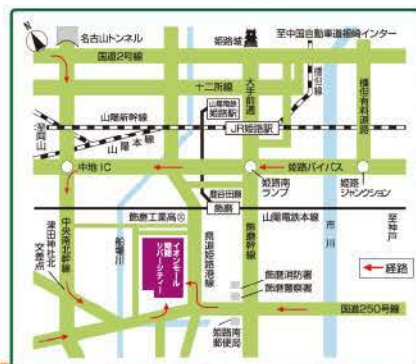 名古山トンネル
姫路城
至中国自動車道福崎インター
国道2号線
十二所線
大手前通
播但線
播但有料道路
山陽電鉄
姫路駅
山陽新幹線
JR姫路駅
至岡山
山陽本線
中地IC
姫路バイパス
姫路南
ランプ
姫路
ジャンクション
飾磨
山陽電鉄本線
至神戸
飾磨工業高
津田神社北
交差点
中央南北幹線
船場川
イオンモール
姫路
リバーシティー
県道姫路港線
飾磨幹線
市川
飾磨消防署
飾磨警察署
経路
国道250号線
姫路南
郵便局